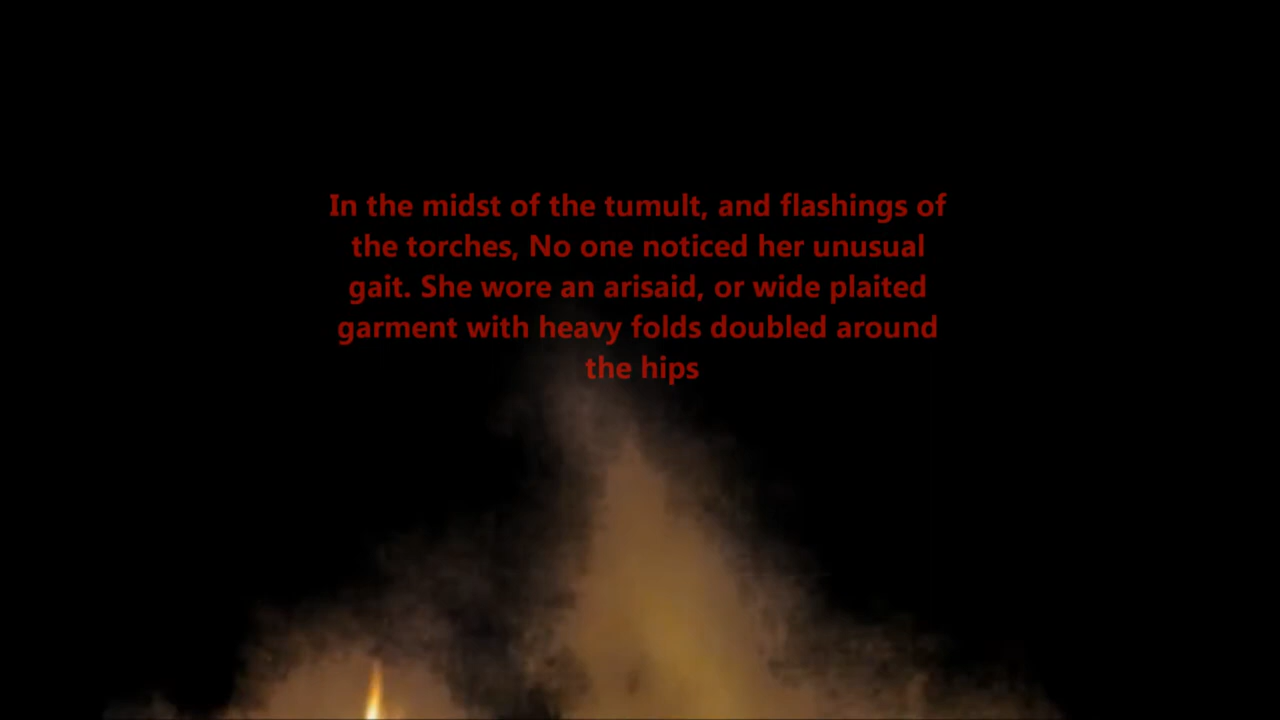 In the midst of the tumult, and flashings of
the torches, No one noticed her unusual
gait. She wore an arisaid, or wide plaited
garment with heavy folds doubled around
the hips